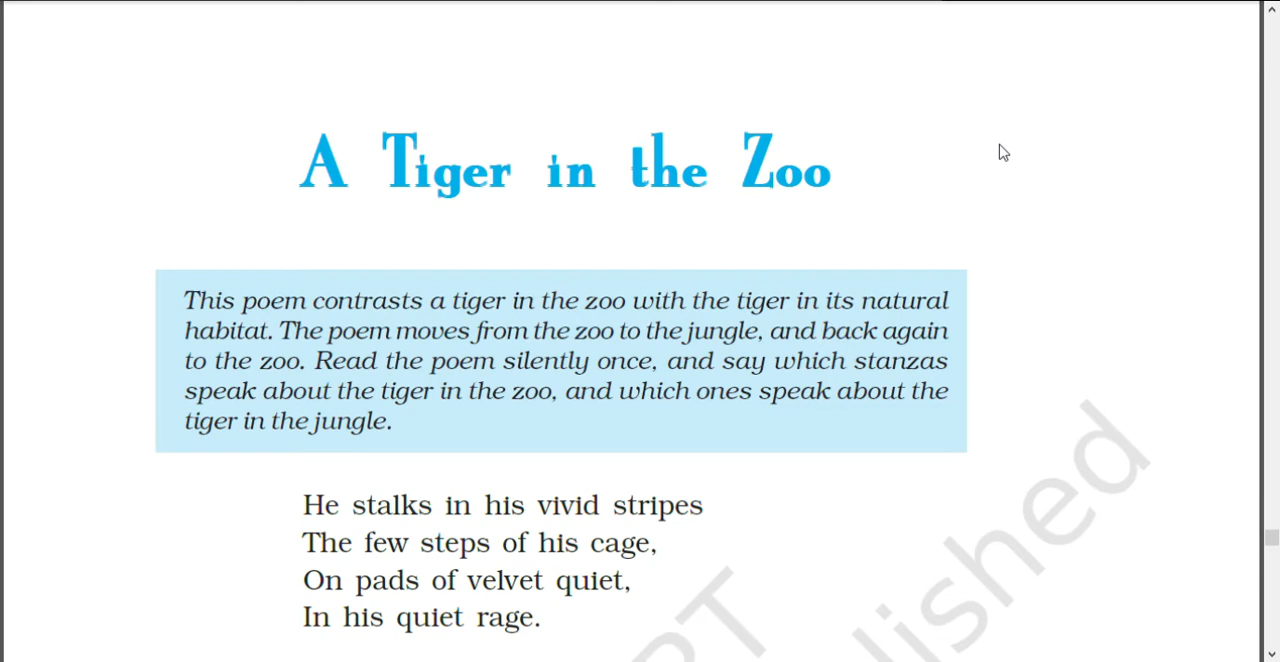 A Tiger in the Zoo
This poem contrasts a tiger in the zoo with the tiger in its natural
habitat. The poem moves from the zoo to the jungle, and back again
to the zoo. Read the poem silently once, and say which stanzas
speak about the tiger in the zoo, and which ones speak about the
tiger in the jungle.
He stalks in his vivid stripes
The few steps of his cage,
On pads of velvet quiet,
In his quiet rage.